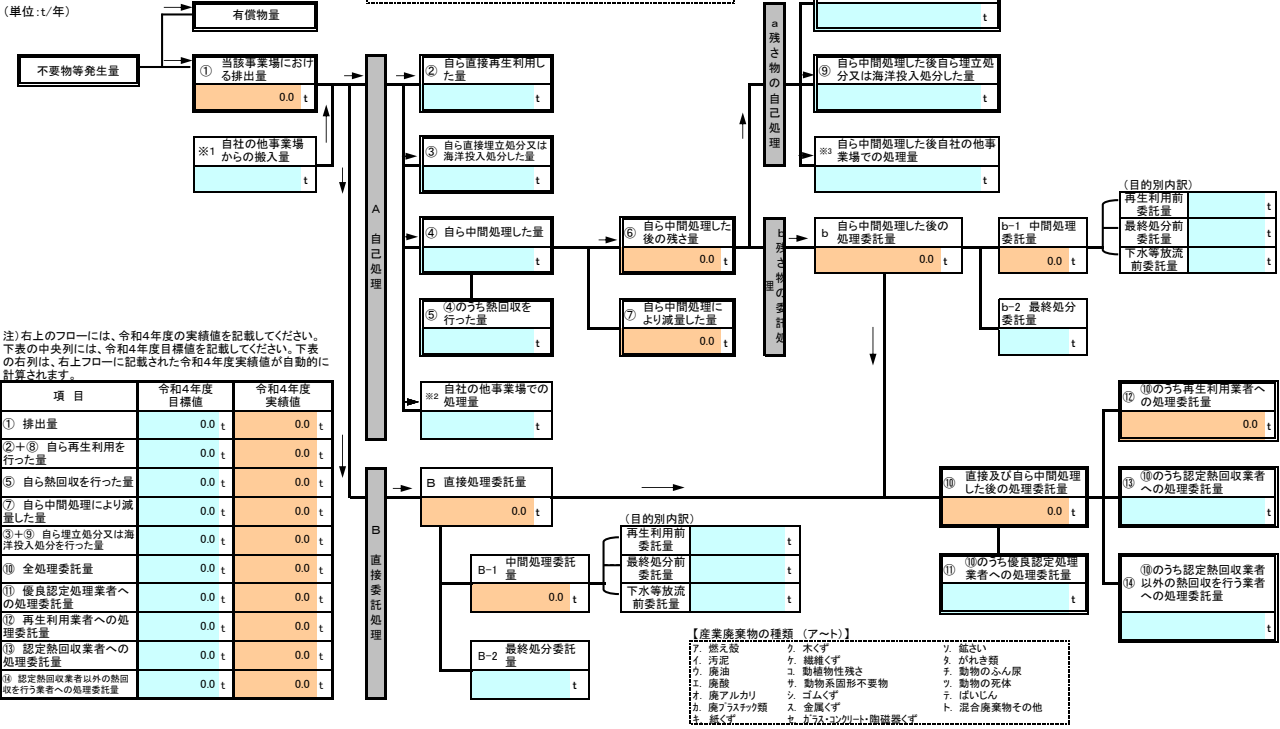 (単位:t/年)
有償物量
不要物等発生量
① 当該事業場におけ
る排出量
0.0 t
※1 自社の他事業場
からの搬入量
t
A 自己処理
② 自ら直接再生利用し
た量
t
③ 自ら直接埋立処分又は
海洋投入処分した量
t
④ 自ら中間処理した量
t
⑤ ④のうち熱回収を
行った量
t
※2 自社の他事業場での
処理量
t
⑥ 自ら中間処理した
後の残さ量
0.0 t
⑦ 自ら中間処理に
より減量した量
0.0 t
a 残さ物の自己処理
t
⑨ 自ら中間処理した後自ら埋立処
分又は海洋投入処分した量
t
※3 自ら中間処理した後自社の他事
業場での処理量
t
b 残さ物の委託処
理
b 自ら中間処理した後の
処理委託量
0.0 t
b-1 中間処理
委託量
0.0 t
(目的別内訳)
再生利用前
委託量 t
最終処分前
委託量 t
下水等放流
前委託量 t
b-2 最終処分
委託量
t
注)右上のフローには、令和4年度の実績値を記載してください。
下表の中央列には、令和4年度目標値を記載してください。下表
の右列は、右上フローに記載された令和4年度実績値が自動的に
計算されます。
項 目 令和4年度 令和4年度
目標値 実績値
① 排出量 0.0 t 0.0 t
②+⑧ 自ら再生利用を
行った量 0.0 t 0.0 t
⑤ 自ら熱回収を行った量 0.0 t 0.0 t
⑦ 自ら中間処理により減
量した量 0.0 t 0.0 t
③+⑨ 自ら埋立処分又は海
洋投入処分を行った量 0.0 t 0.0 t
⑩ 全処理委託量 0.0 t 0.0 t
⑪ 優良認定処理業者へ
の処理委託量 0.0 t 0.0 t
⑫ 再生利用業者への処
理委託量 0.0 t 0.0 t
⑬ 認定熱回収業者への
処理委託量 0.0 t 0.0 t
⑭ 認定熱回収業者以外の熱回
収を行う業者への処理委託量 0.0 t 0.0 t
B 直接委託処理
B 直接処理委託量
0.0 t
B-1 中間処理委託
量
0.0 t
(目的別内訳)
再生利用前
委託量 t
最終処分前
委託量 t
下水等放流
前委託量 t
B-2 最終処分委託
量
t
⑩ 直接及び自ら中間処理
した後の処理委託量
0.0 t
⑪ ⑩のうち優良認定処理
業者への処理委託量
t
⑫ ⑩のうち再生利用業者へ
の処理委託量
0.0 t
⑬ ⑩のうち認定熱回収業者
への処理委託量
t
⑭ ⑩のうち認定熱回収業者
以外の熱回収を行う業者
への処理委託量
t
【産業廃棄物の種類 (ア~ト)】
ア. 燃え殻 ク. 木くず ソ. 鉱さい
イ. 汚泥 ケ. 繊維くず タ. がれき類
ウ. 廃油 コ. 動植物性残さ チ. 動物のふん尿
エ. 廃酸 サ. 動物系固形不要物 ツ. 動物の死体
オ. 廃アルカリ シ. ゴムくず テ. ばいじん
カ. 廃プラスチック類 ス. 金属くず ト. 混合廃棄物その他
キ. 紙くず セ. ガラス・コンクリート・陶磁器くず